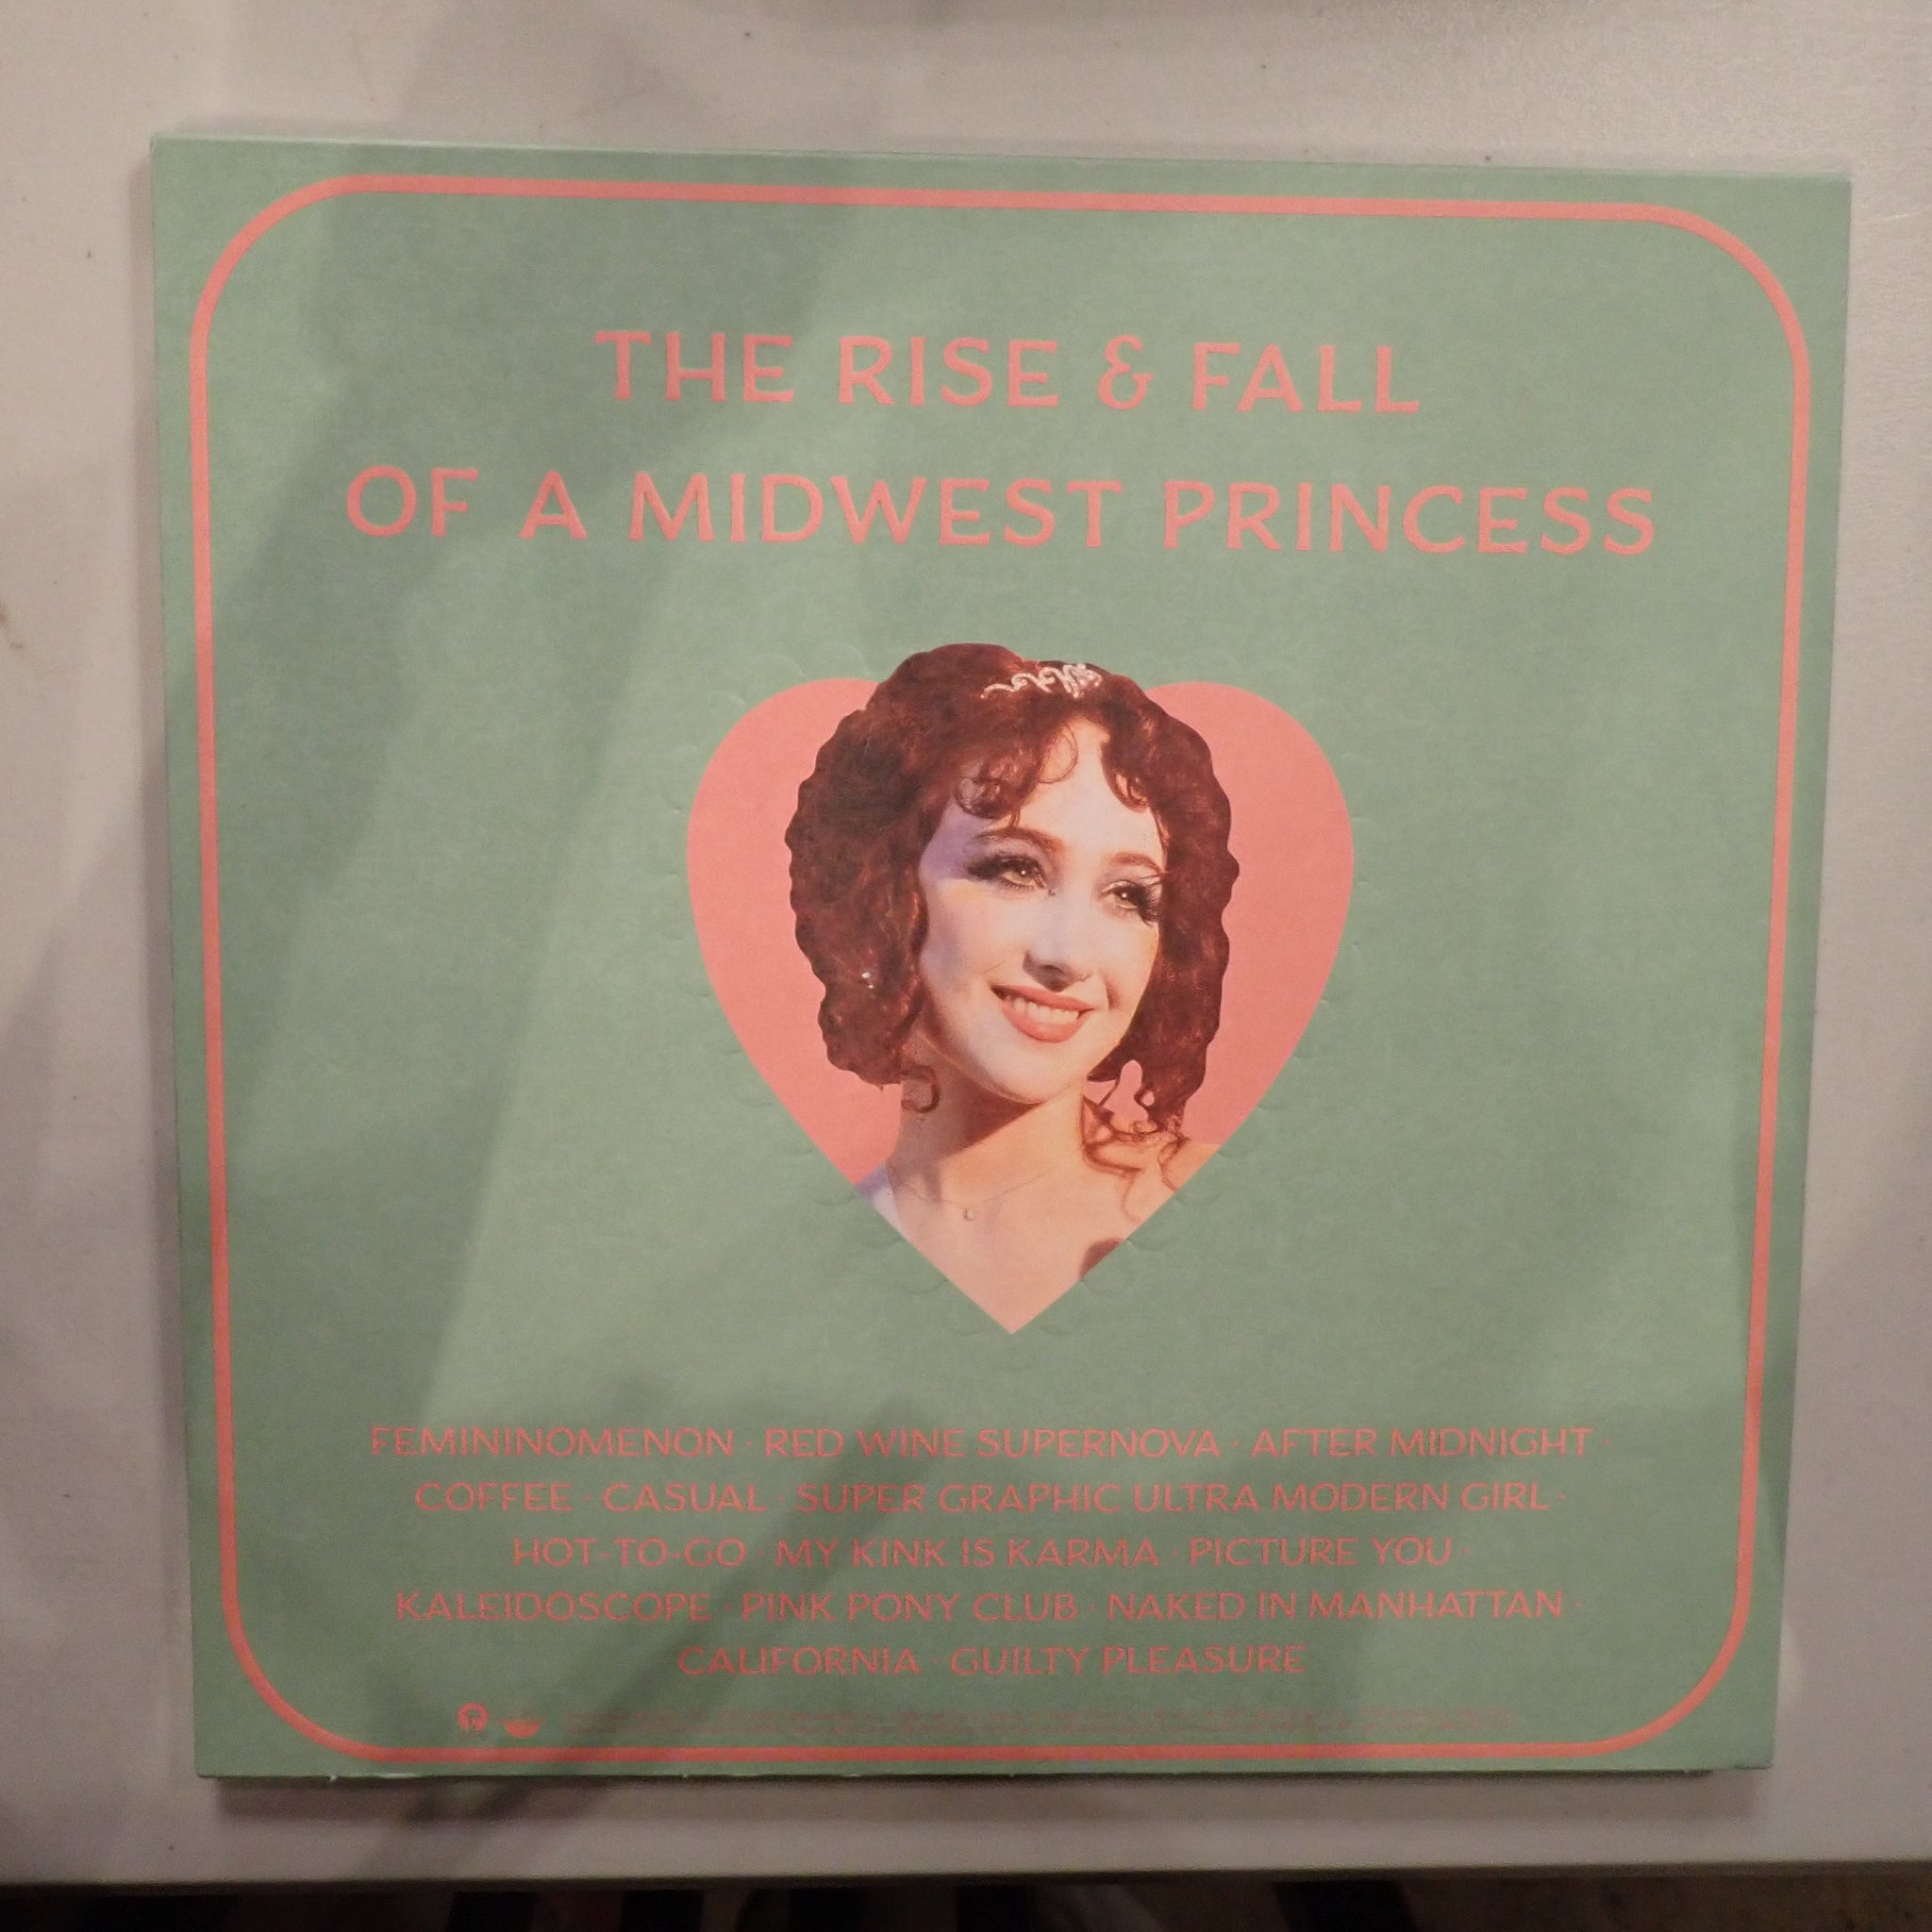 THE RISE & FALL
OF A MIDWEST PRINCESS
FEMININOMENON · RED WINE SUPERNOVA · AFTER MIDNIGHT ·
COFFEE · CASUAL · SUPER GRAPHIC ULTRA MODERN GIRL ·
HOT-TO-GO · MY KINK IS KARMA · PICTURE YOU ·
KALEIDOSCOPE · PINK PONY CLUB · NAKED IN MANHATTAN ·
CALIFORNIA · GUILTY PLEASURE